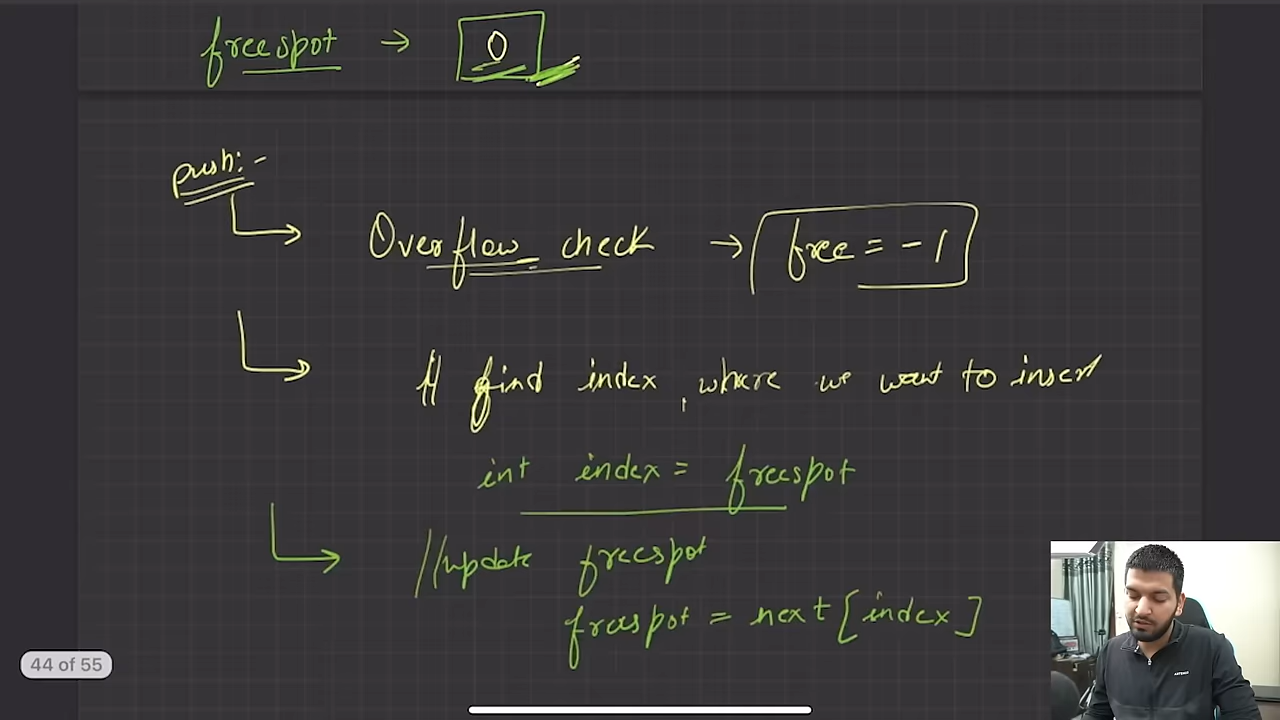 freespot → 0
push:-
Overflow check → free = -1
// find index, where we want to insert
int index = freespot
//update freespot
freespot = next[index]
44 of 55